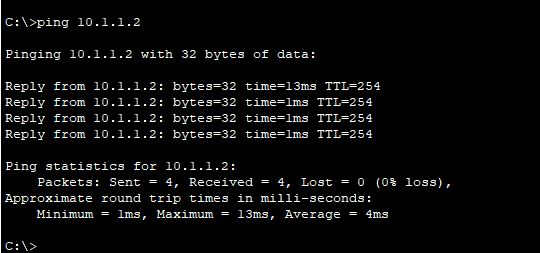 C:\>ping 10.1.1.2
Pinging 10.1.1.2 with 32 bytes of data:
Reply from 10.1.1.2: bytes=32 time=13ms TTL=254
Reply from 10.1.1.2: bytes=32 time=1ms TTL=254
Reply from 10.1.1.2: bytes=32 time=1ms TTL=254
Reply from 10.1.1.2: bytes=32 time=1ms TTL=254
Ping statistics for 10.1.1.2:
    Packets: Sent = 4, Received = 4, Lost = 0 (0% loss),
Approximate round trip times in milli-seconds:
    Minimum = 1ms, Maximum = 13ms, Average = 4ms
C:\>